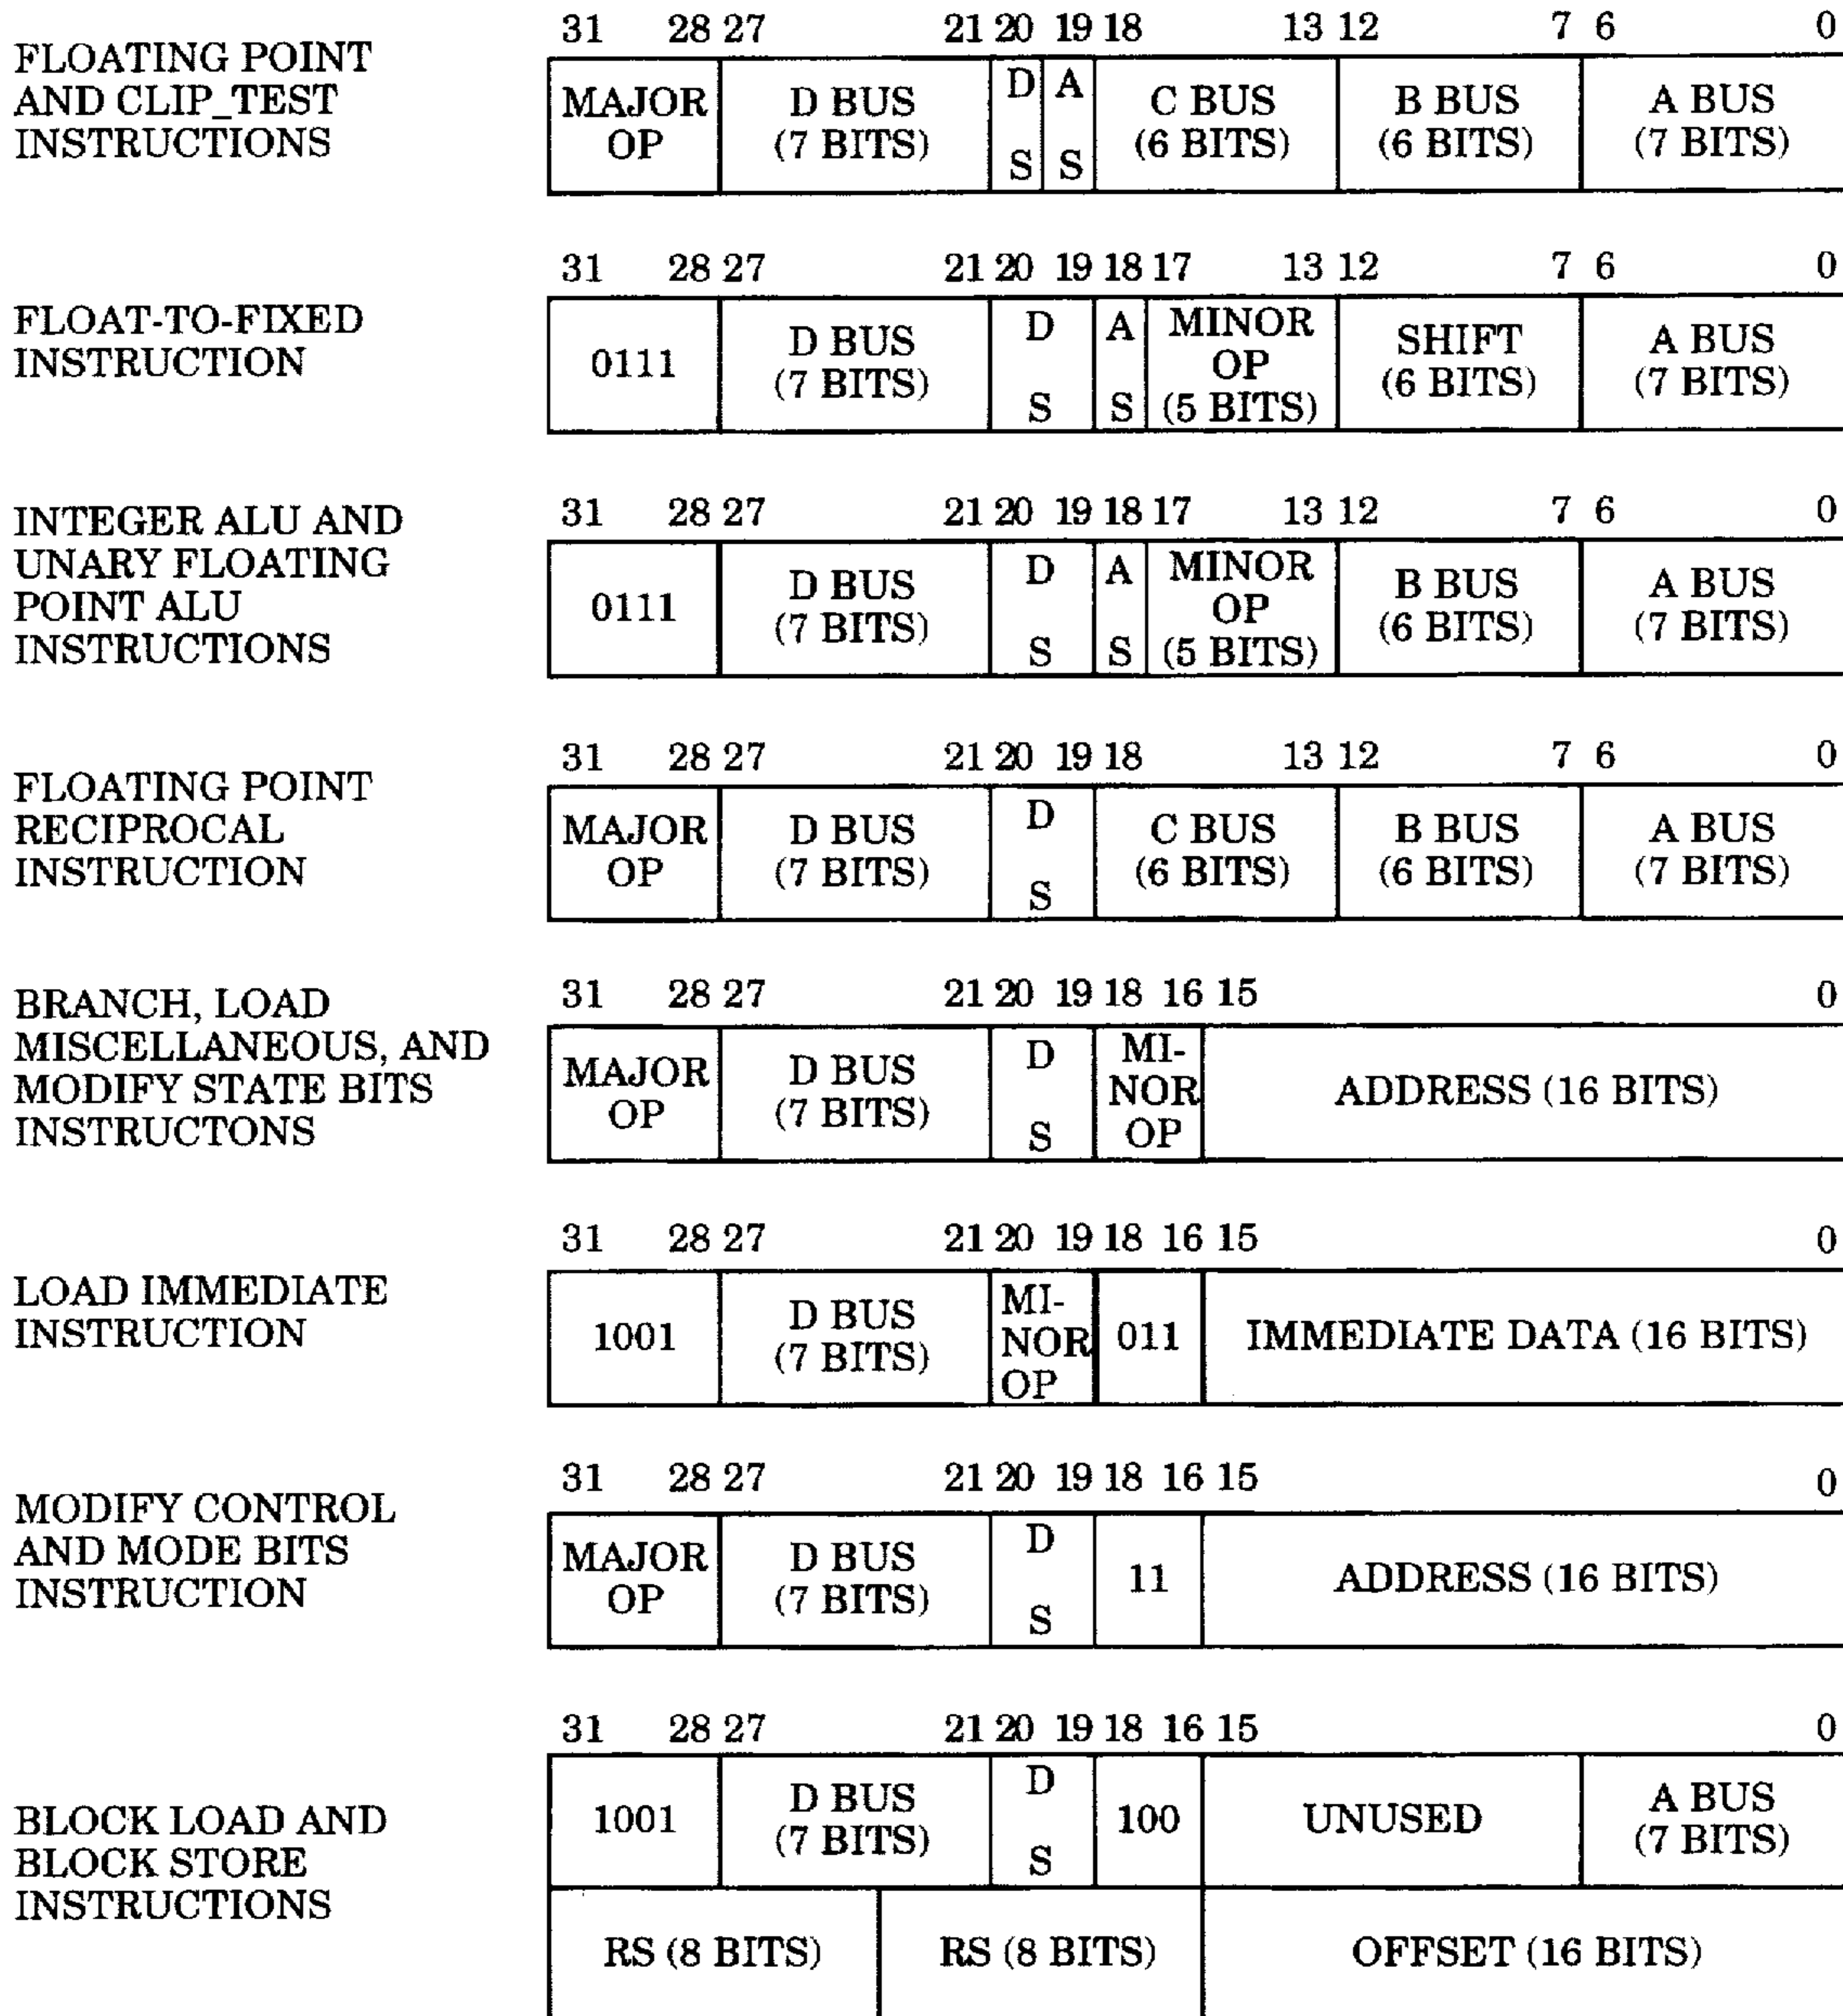 31 28 27 21 20 19 18 13 12 7 6 0
FLOATING POINT
AND CLIP_TEST
INSTRUCTIONS
MAJOR OP
D BUS (7 BITS)
D S
A S
C BUS (6 BITS)
B BUS (6 BITS)
A BUS (7 BITS)
31 28 27 21 20 19 18 17 13 12 7 6 0
FLOAT-TO-FIXED
INSTRUCTION
0111
D BUS (7 BITS)
D S
A S
MINOR OP (5 BITS)
SHIFT (6 BITS)
A BUS (7 BITS)
31 28 27 21 20 19 18 17 13 12 7 6 0
INTEGER ALU AND
UNARY FLOATING
POINT ALU
INSTRUCTIONS
0111
D BUS (7 BITS)
D S
A S
MINOR OP (5 BITS)
B BUS (6 BITS)
A BUS (7 BITS)
31 28 27 21 20 19 18 13 12 7 6 0
FLOATING POINT
RECIPROCAL
INSTRUCTION
MAJOR OP
D BUS (7 BITS)
D S
C BUS (6 BITS)
B BUS (6 BITS)
A BUS (7 BITS)
31 28 27 21 20 19 18 16 15 0
BRANCH, LOAD
MISCELLANEOUS, AND
MODIFY STATE BITS
INSTRUCTONS
MAJOR OP
D BUS (7 BITS)
D S
MI-NOR OP
ADDRESS (16 BITS)
31 28 27 21 20 19 18 16 15 0
LOAD IMMEDIATE
INSTRUCTION
1001
D BUS (7 BITS)
MI-NOR OP
011
IMMEDIATE DATA (16 BITS)
31 28 27 21 20 19 18 16 15 0
MODIFY CONTROL
AND MODE BITS
INSTRUCTION
MAJOR OP
D BUS (7 BITS)
D S
11
ADDRESS (16 BITS)
31 28 27 21 20 19 18 16 15 0
BLOCK LOAD AND
BLOCK STORE
INSTRUCTIONS
1001
D BUS (7 BITS)
D S
100
UNUSED
A BUS (7 BITS)
RS (8 BITS)
RS (8 BITS)
OFFSET (16 BITS)